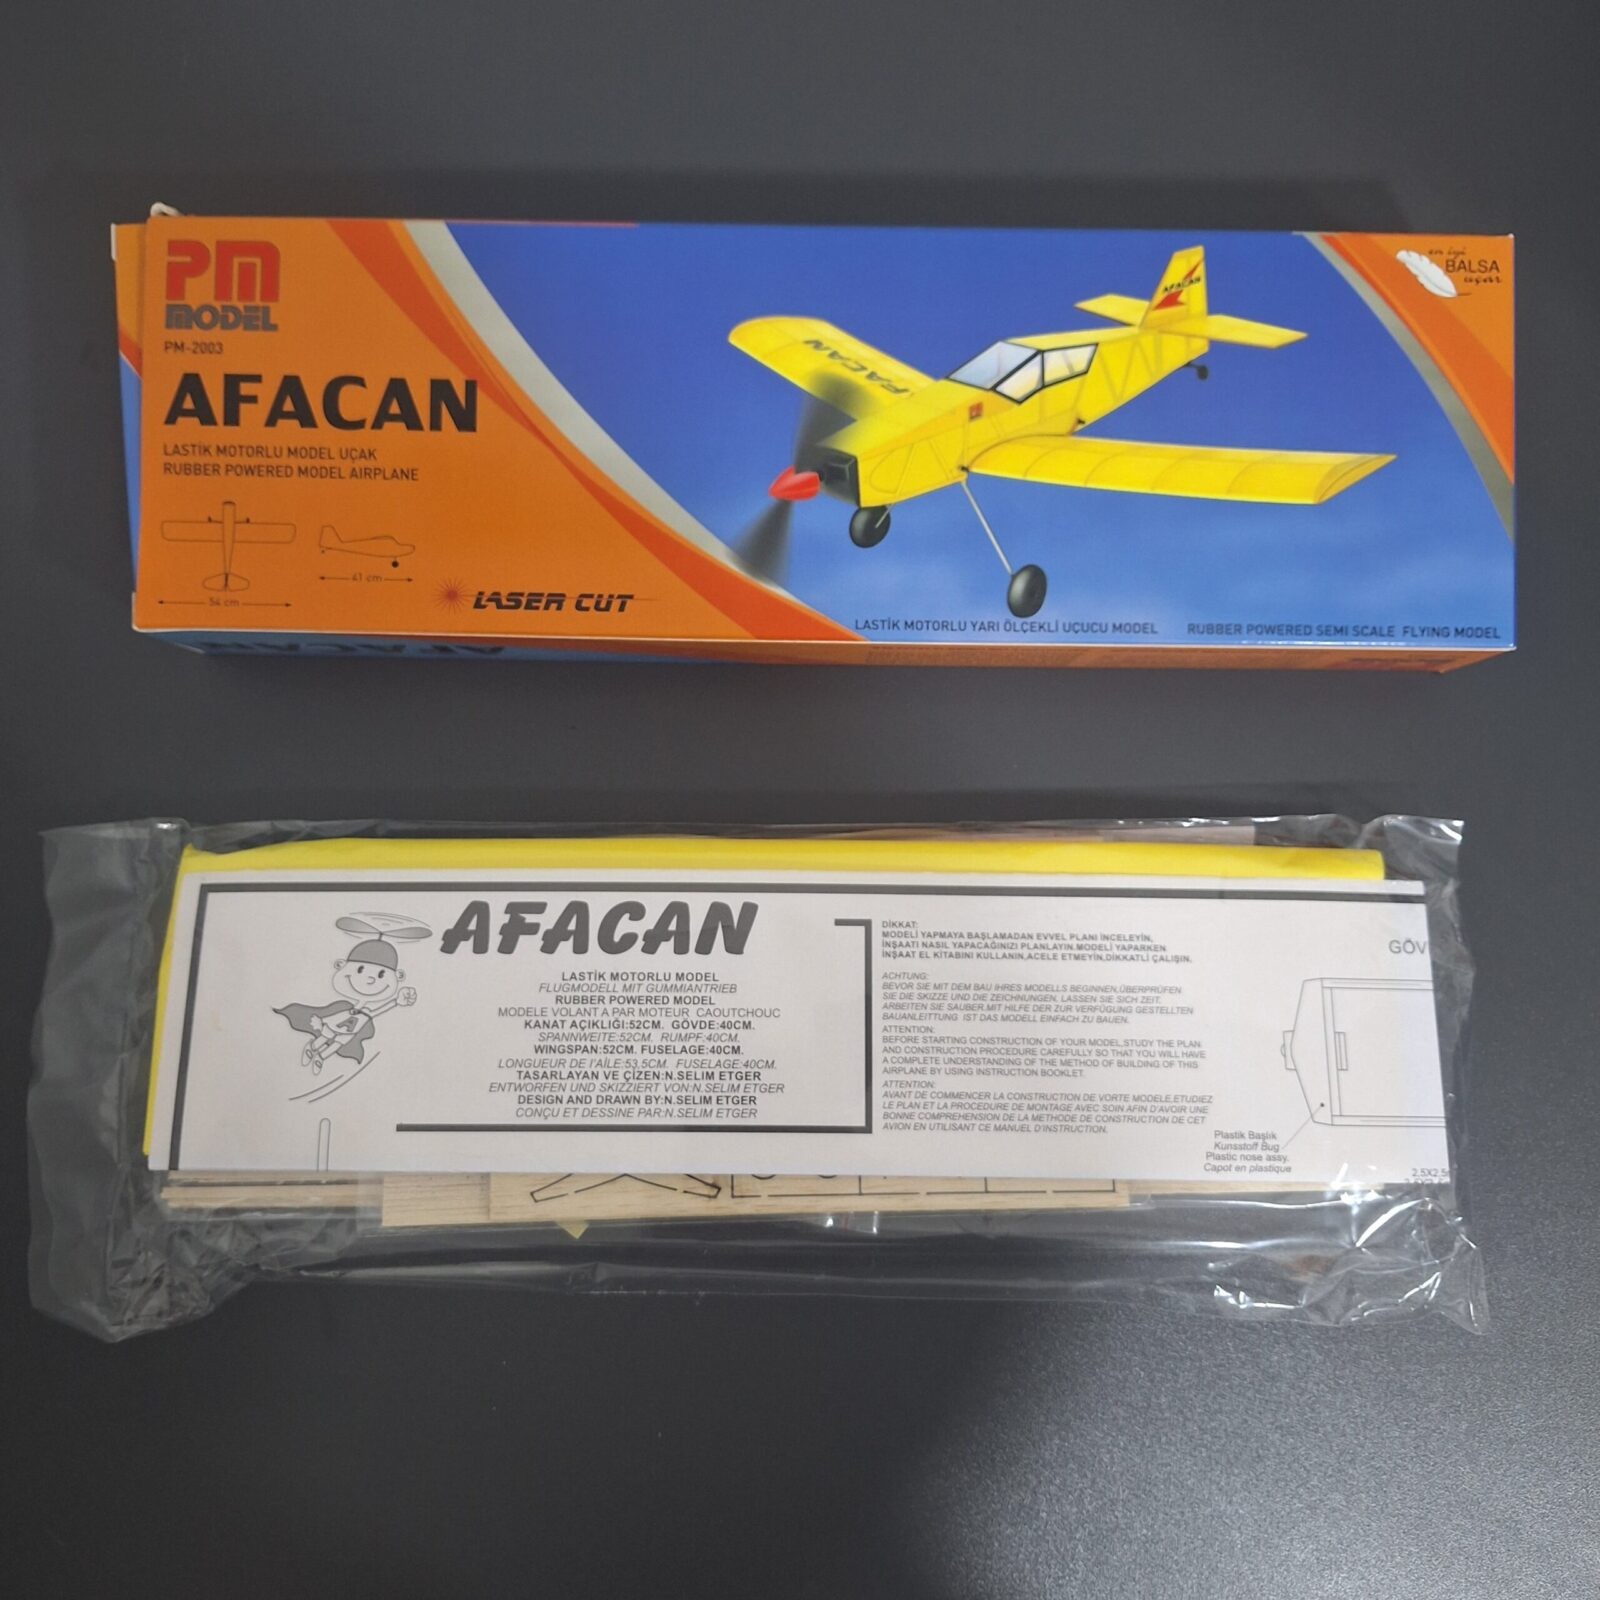 PM
MODEL
PM-2003
AFACAN
LASTİK MOTORLU MODEL UÇAK
RUBBER POWERED MODEL AIRPLANE
54 cm
41 cm
LASER CUT
AFACAN
AFACAN
en iyi
BALSA
uçar
LASTİK MOTORLU YARI ÖLÇEKLİ UÇUCU MODEL
RUBBER POWERED SEMI SCALE FLYING MODEL
AFACAN
AFACAN
LASTİK MOTORLU MODEL
FLUGMODELL MIT GUMMIANTRIEB
RUBBER POWERED MODEL
MODELE VOLANT A PAR MOTEUR CAOUTCHOUC
KANAT AÇIKLIĞI:52CM. GÖVDE:40CM.
SPANNWEITE:52CM. RUMPF:40CM.
WINGSPAN:52CM. FUSELAGE:40CM.
LONGUEUR DE l'AİLE:53,5CM. FUSELAGE:40CM.
TASARLAYAN VE ÇİZEN:N.SELIM ETGER
ENTWORFEN UND SKIZZIERT VON:N.SELIM ETGER
DESIGN AND DRAWN BY:N.SELIM ETGER
CONÇU ET DESSINE PAR:N.SELIM ETGER
A
DİKKAT:
MODELİ YAPMAYA BAŞLAMADAN EVVEL PLANI İNCELEYİN,
İNŞAATI NASIL YAPACAĞINIZI PLANLAYIN.MODELİ YAPARKEN
İNŞAAT EL KİTABINI KULLANIN,ACELE ETMEYİN,DİKKATLİ ÇALIŞIN.
ACHTUNG:
BEVOR SIE MIT DEM BAU IHRES MODELLS BEGINNEN,ÜBERPRÜFEN
SIE DIE SKIZZE UND DIE ZEICHNUNGEN. LASSEN SIE SICH ZEIT.
ARBEITEN SIE SAUBER.MIT HILFE DER ZUR VERFÜGUNG GESTELLTEN
BAUANLEITTUNG IST DAS MODELL EINFACH ZU BAUEN.
ATTENTION:
BEFORE STARTING CONSTRUCTION OF YOUR MODEL,STUDY THE PLAN
AND CONSTRUCTION PROCEDURE CAREFULLY SO THAT YOU WILL HAVE
A COMPLETE UNDERSTANDING OF THE METHOD OF BUILDING OF THIS
AIRPLANE BY USING INSTRUCTION BOOKLET.
ATTENTION:
AVANT DE COMMENCER LA CONSTRUCTION DE VORTE MODELE,ETUDIEZ
LE PLAN ET LA PROCEDURE DE MONTAGE AVEC SOIN AFIN D'AVOIR UNE
BONNE COMPREHENSION DE LA METHODE DE CONSTRUCTION DE CET
AVION EN UTILISANT CE MANUEL D'INSTRUCTION.
GÖV
Plastik Başlık
Kunsstoff Bug
Plastic nose assy.
Capot en plastique
2,5X2,5